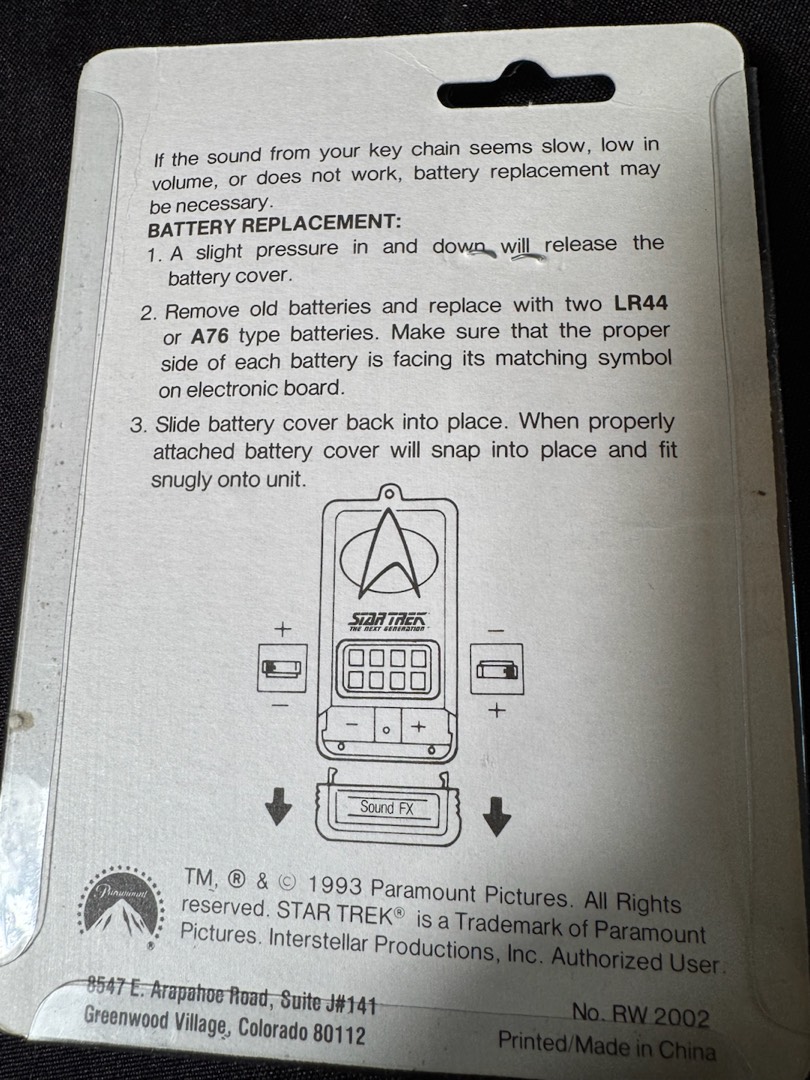 If the sound from your key chain seems slow, low in
volume, or does not work, battery replacement may
be necessary.
BATTERY REPLACEMENT:
1. A slight pressure in and down will release the
battery cover.
2. Remove old batteries and replace with two LR44
or A76 type batteries. Make sure that the proper
side of each battery is facing its matching symbol
on electronic board.
3. Slide battery cover back into place. When properly
attached battery cover will snap into place and fit
snugly onto unit.
STAR TREK
THE NEXT GENERATION
+ −
− +
− +
Sound FX
Paramount
®
TM, ® & © 1993 Paramount Pictures. All Rights
reserved. STAR TREK® is a Trademark of Paramount
Pictures. Interstellar Productions, Inc. Authorized User.
8547 E. Arapahoe Road, Suite J#141
Greenwood Village, Colorado 80112
No. RW 2002
Printed/Made in China